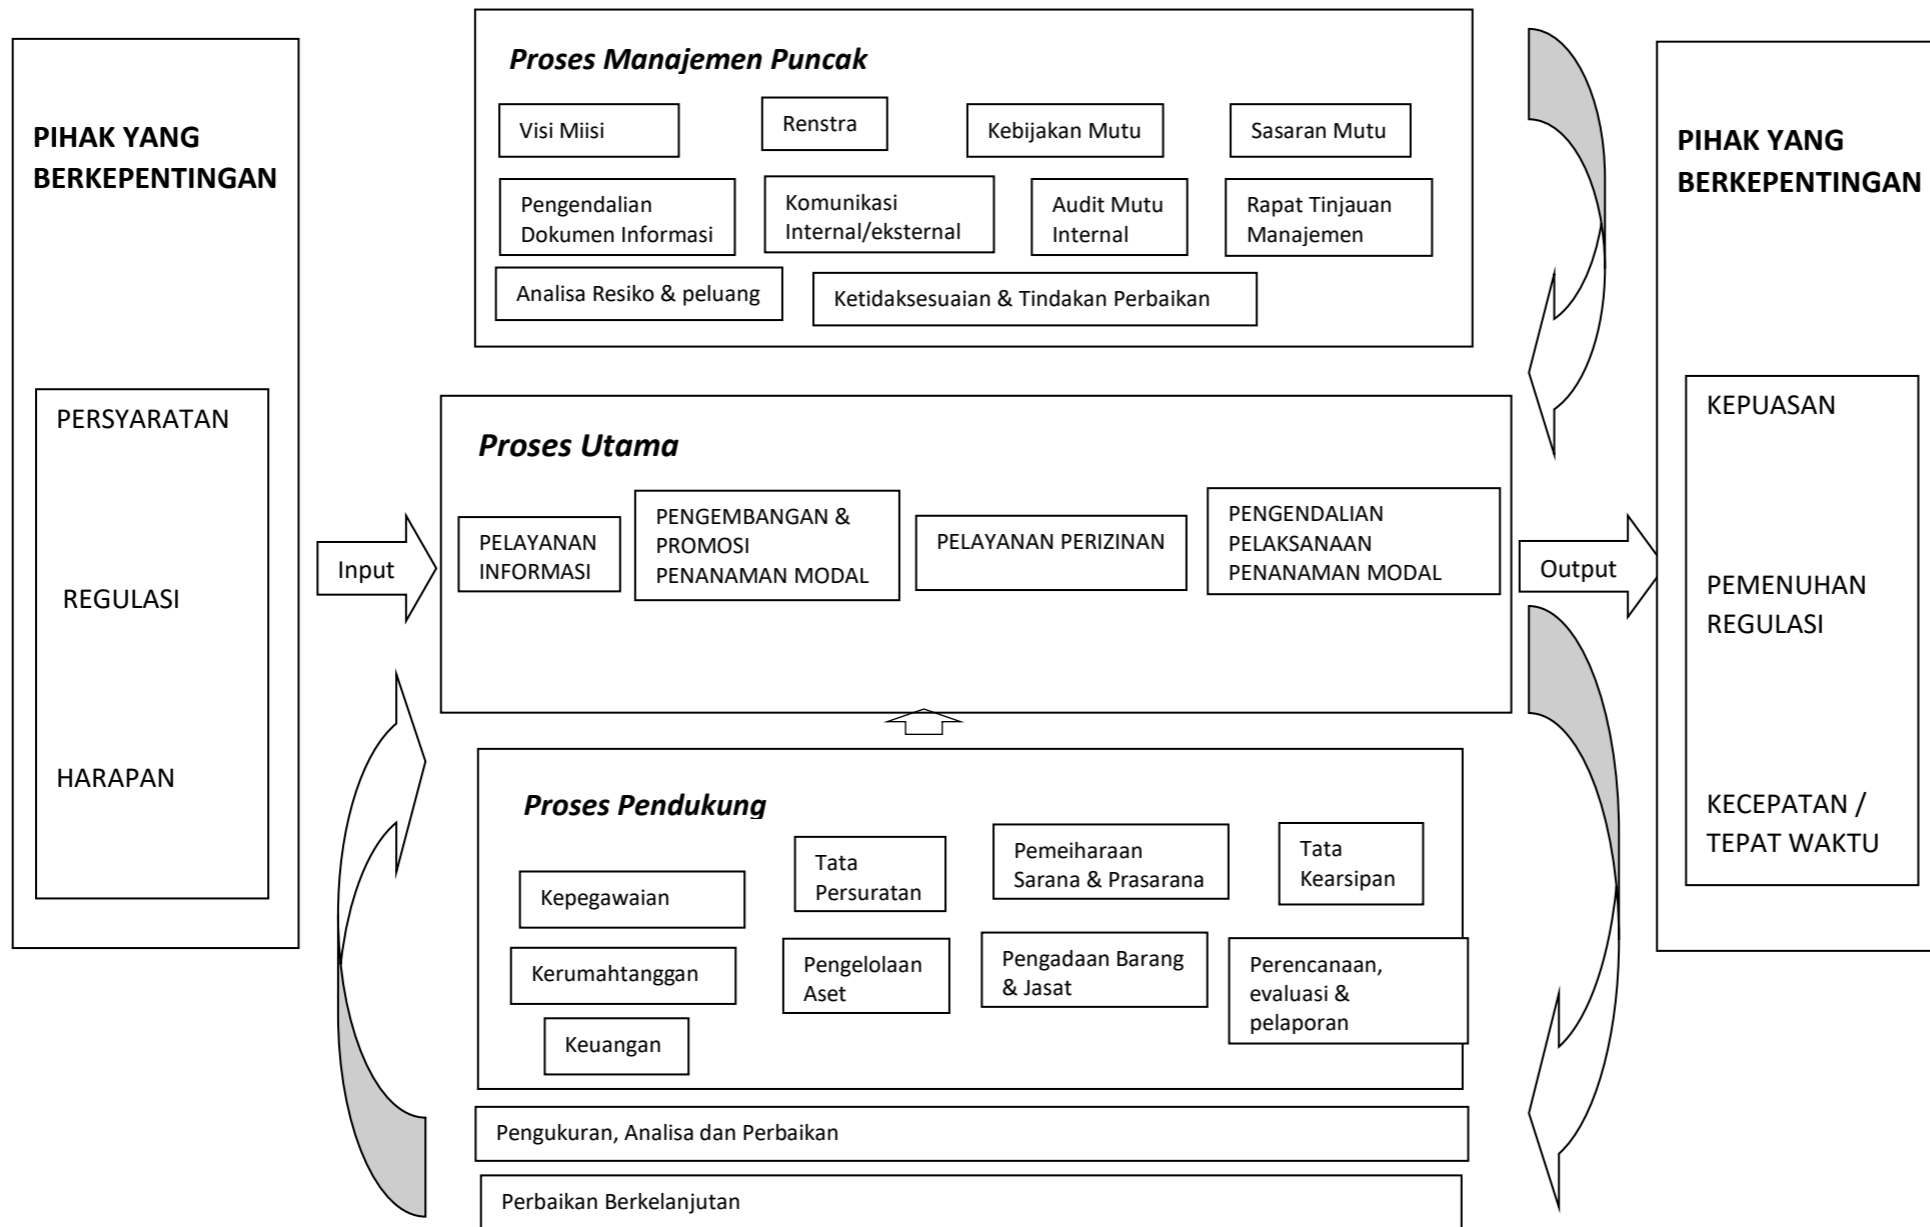 PIHAK YANG
BERKEPENTINGAN
PERSYARATAN
REGULASI
HARAPAN
Proses Manajemen Puncak
Visi Miisi
Renstra
Kebijakan Mutu
Sasaran Mutu
Pengendalian
Dokumen Informasi
Komunikasi
Internal/eksternal
Audit Mutu
Internal
Rapat Tinjauan
Manajemen
Analisa Resiko & peluang
Ketidaksesuaian & Tindakan Perbaikan
Input
Proses Utama
PELAYANAN
INFORMASI
PENGEMBANGAN &
PROMOSI
PENANAMAN MODAL
PELAYANAN PERIZINAN
PENGENDALIAN
PELAKSANAAN
PENANAMAN MODAL
Output
Proses Pendukung
Kepegawaian
Tata
Persuratan
Pemeiharaan
Sarana & Prasarana
Tata
Kearsipan
Kerumahtanggan
Pengelolaan
Aset
Pengadaan Barang
& Jasat
Perencanaan,
evaluasi &
pelaporan
Keuangan
Pengukuran, Analisa dan Perbaikan
Perbaikan Berkelanjutan
PIHAK YANG
BERKEPENTINGAN
KEPUASAN
PEMENUHAN
REGULASI
KECEPATAN /
TEPAT WAKTU